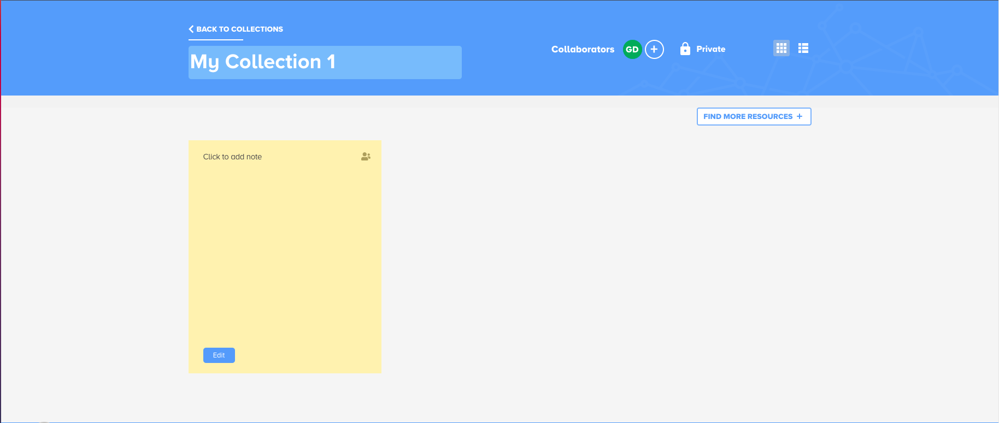 BACK TO COLLECTIONS
My Collection 1
Collaborators GD Private
FIND MORE RESOURCES +
Click to add note
Edit